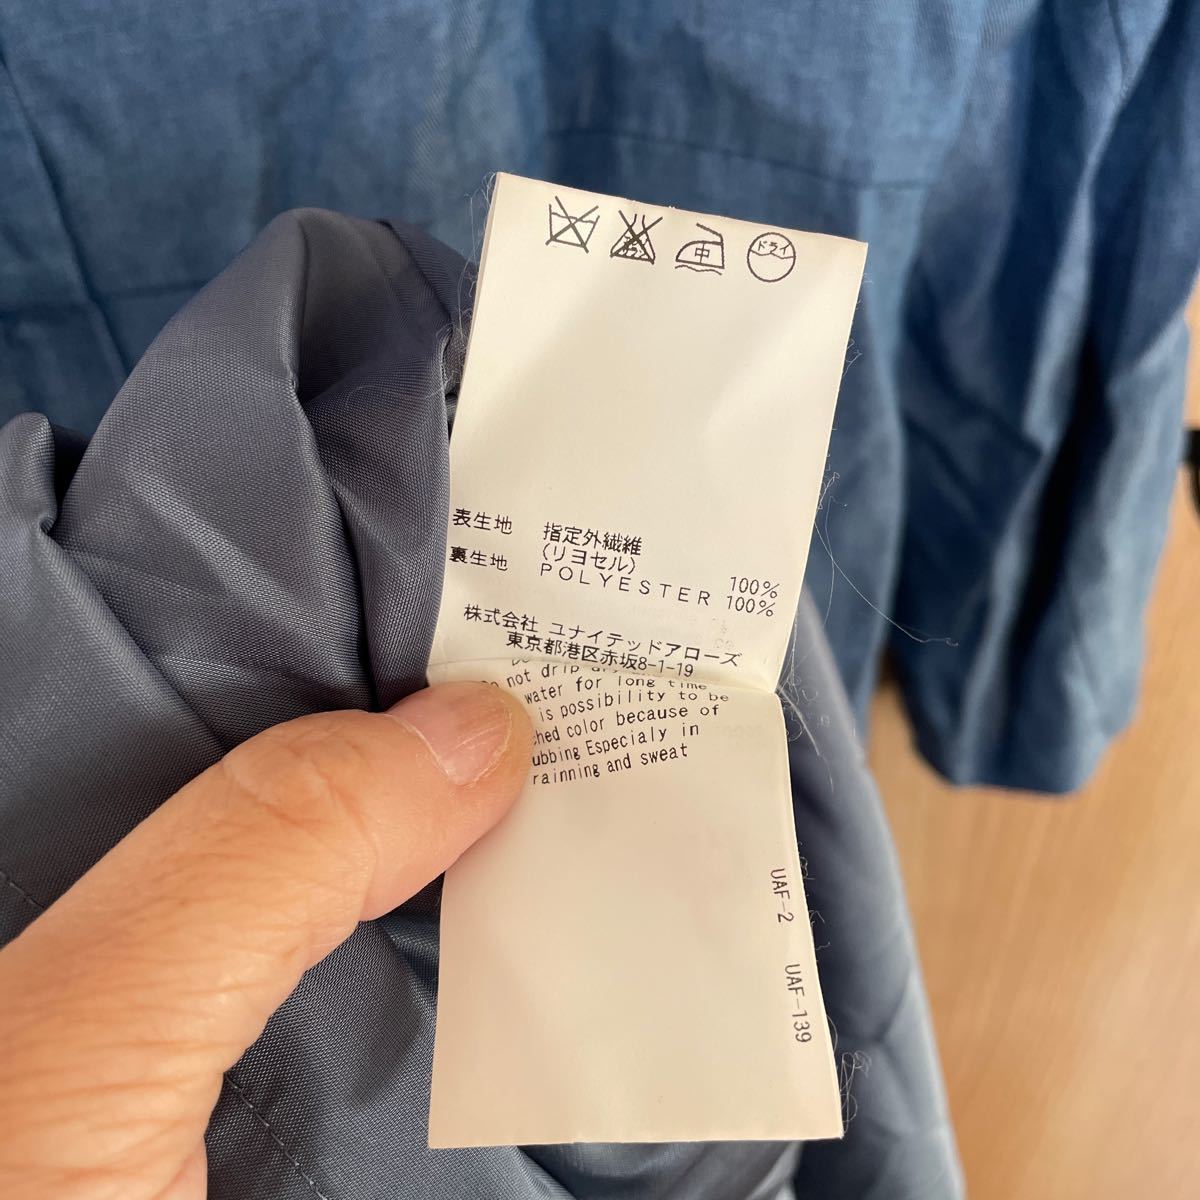 中
ドライ
表生地 指定外繊維
(リヨセル) 100%
裏生地 POLYESTER 100%
株式会社 ユナイテッドアローズ
東京都港区赤坂8-1-19
not drip
water for long time
is possibility to be
color because of
Especialy in
rainning and sweat
UAF-2 UAF-139